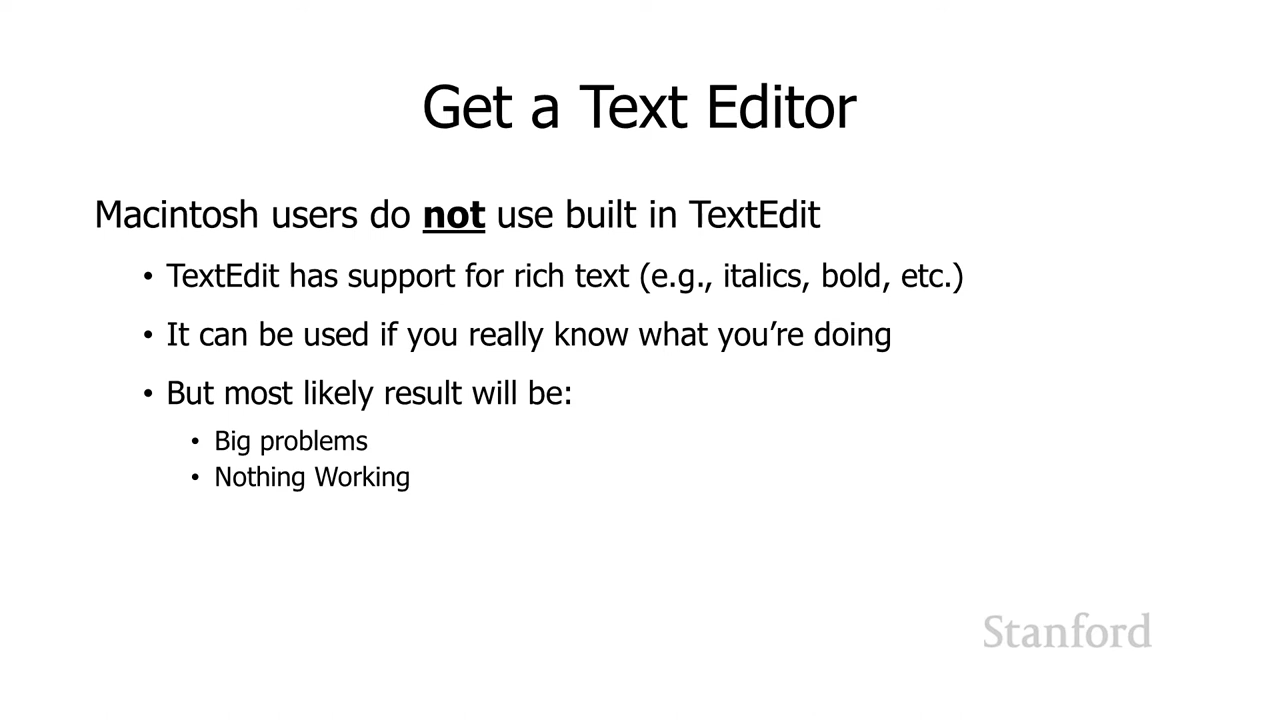 Get a Text Editor
Macintosh users do not use built in TextEdit
• TextEdit has support for rich text (e.g., italics, bold, etc.)
• It can be used if you really know what you’re doing
• But most likely result will be:
• Big problems
• Nothing Working
Stanford